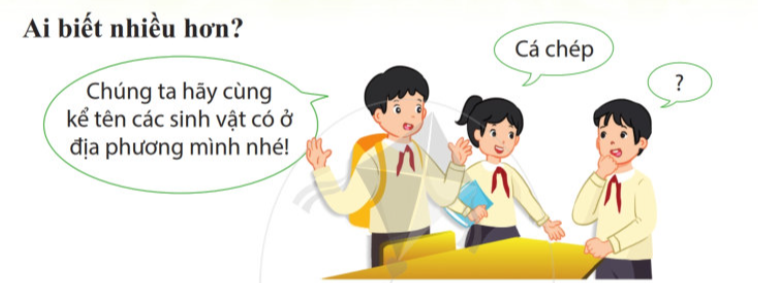 Ai biết nhiều hơn?
Cá chép
?
Chúng ta hãy cùng
kể tên các sinh vật có ở
địa phương mình nhé!